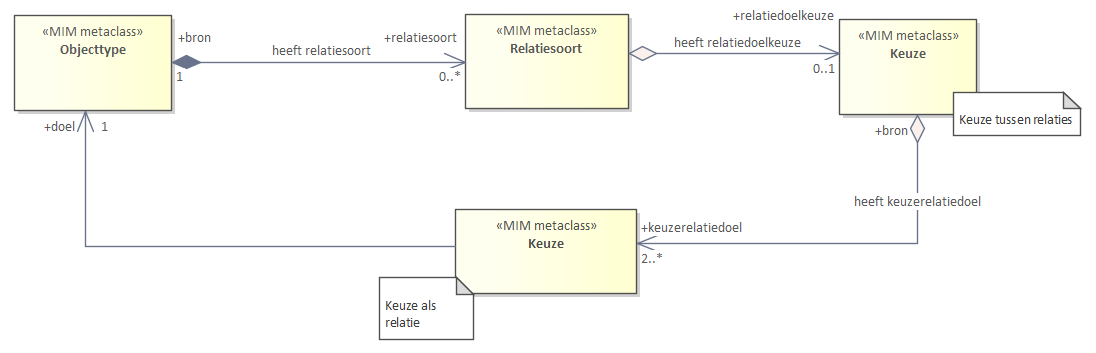 «MIM metaclass»
Objecttype
+bron
1
heeft relatiesoort
+relatiesoort
0..*
«MIM metaclass»
Relatiesoort
+relatiedoelkeuze
heeft relatiedoelkeuze
0..1
«MIM metaclass»
Keuze
Keuze tussen relaties
+doel
1
+bron
heeft keuzerelatiedoel
«MIM metaclass»
Keuze
+keuzerelatiedoel
2..*
Keuze als
relatie